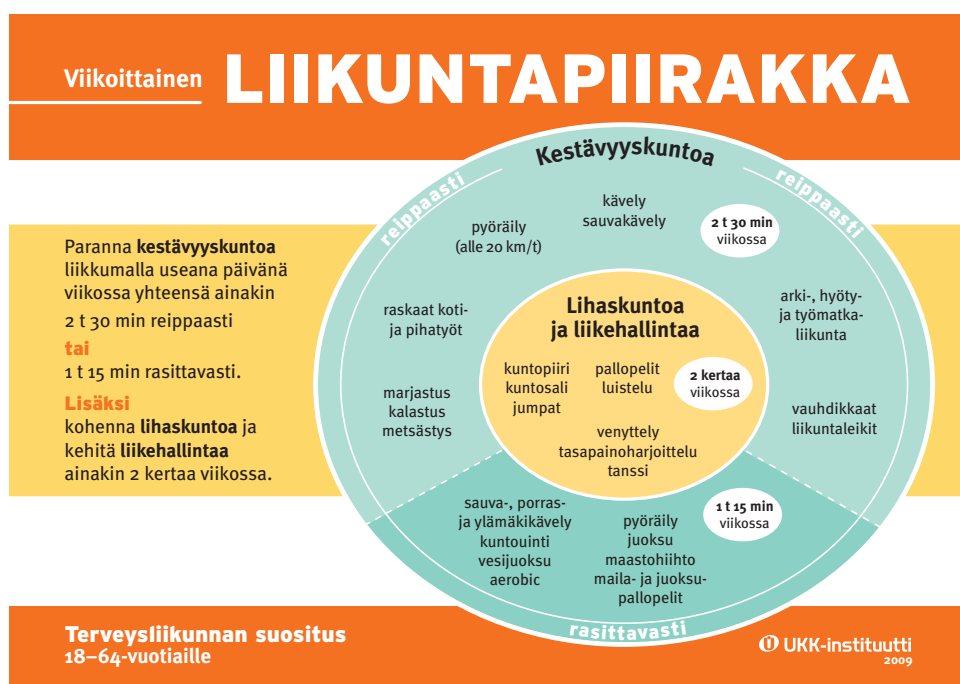 Viikoittainen LIIKUNTAPIIRAKKA
Paranna kestävyyskuntoa
liikkumalla useana päivänä
viikossa yhteensä ainakin
2 t 30 min reippaasti
tai
1 t 15 min rasittavasti.
Lisäksi
kohenna lihaskuntoa ja
kehitä liikehallintaa
ainakin 2 kertaa viikossa.
Kestävyyskuntoa
reippaasti
reippaasti
kävely
sauvakävely
2 t 30 min
viikossa
pyöräily
(alle 20 km/t)
raskaat koti-
ja pihatyöt
arki-, hyöty-
ja työmatka-
liikunta
marjastus
kalastus
metsästys
vauhdikkaat
liikuntaleikit
Lihaskuntoa
ja liikehallintaa
kuntopiiri
kuntosali
jumpat
pallopelit
luistelu
2 kertaa
viikossa
venyttely
tasapainoharjoittelu
tanssi
sauva-, porras-
ja ylämäkikävely
kuntouinti
vesijuoksu
aerobic
pyöräily
juoksu
maastohiihto
maila- ja juoksu-
pallopelit
1 t 15 min
viikossa
rasittavasti
Terveysliikunnan suositus
18–64-vuotiaille
UKK-instituutti
2009